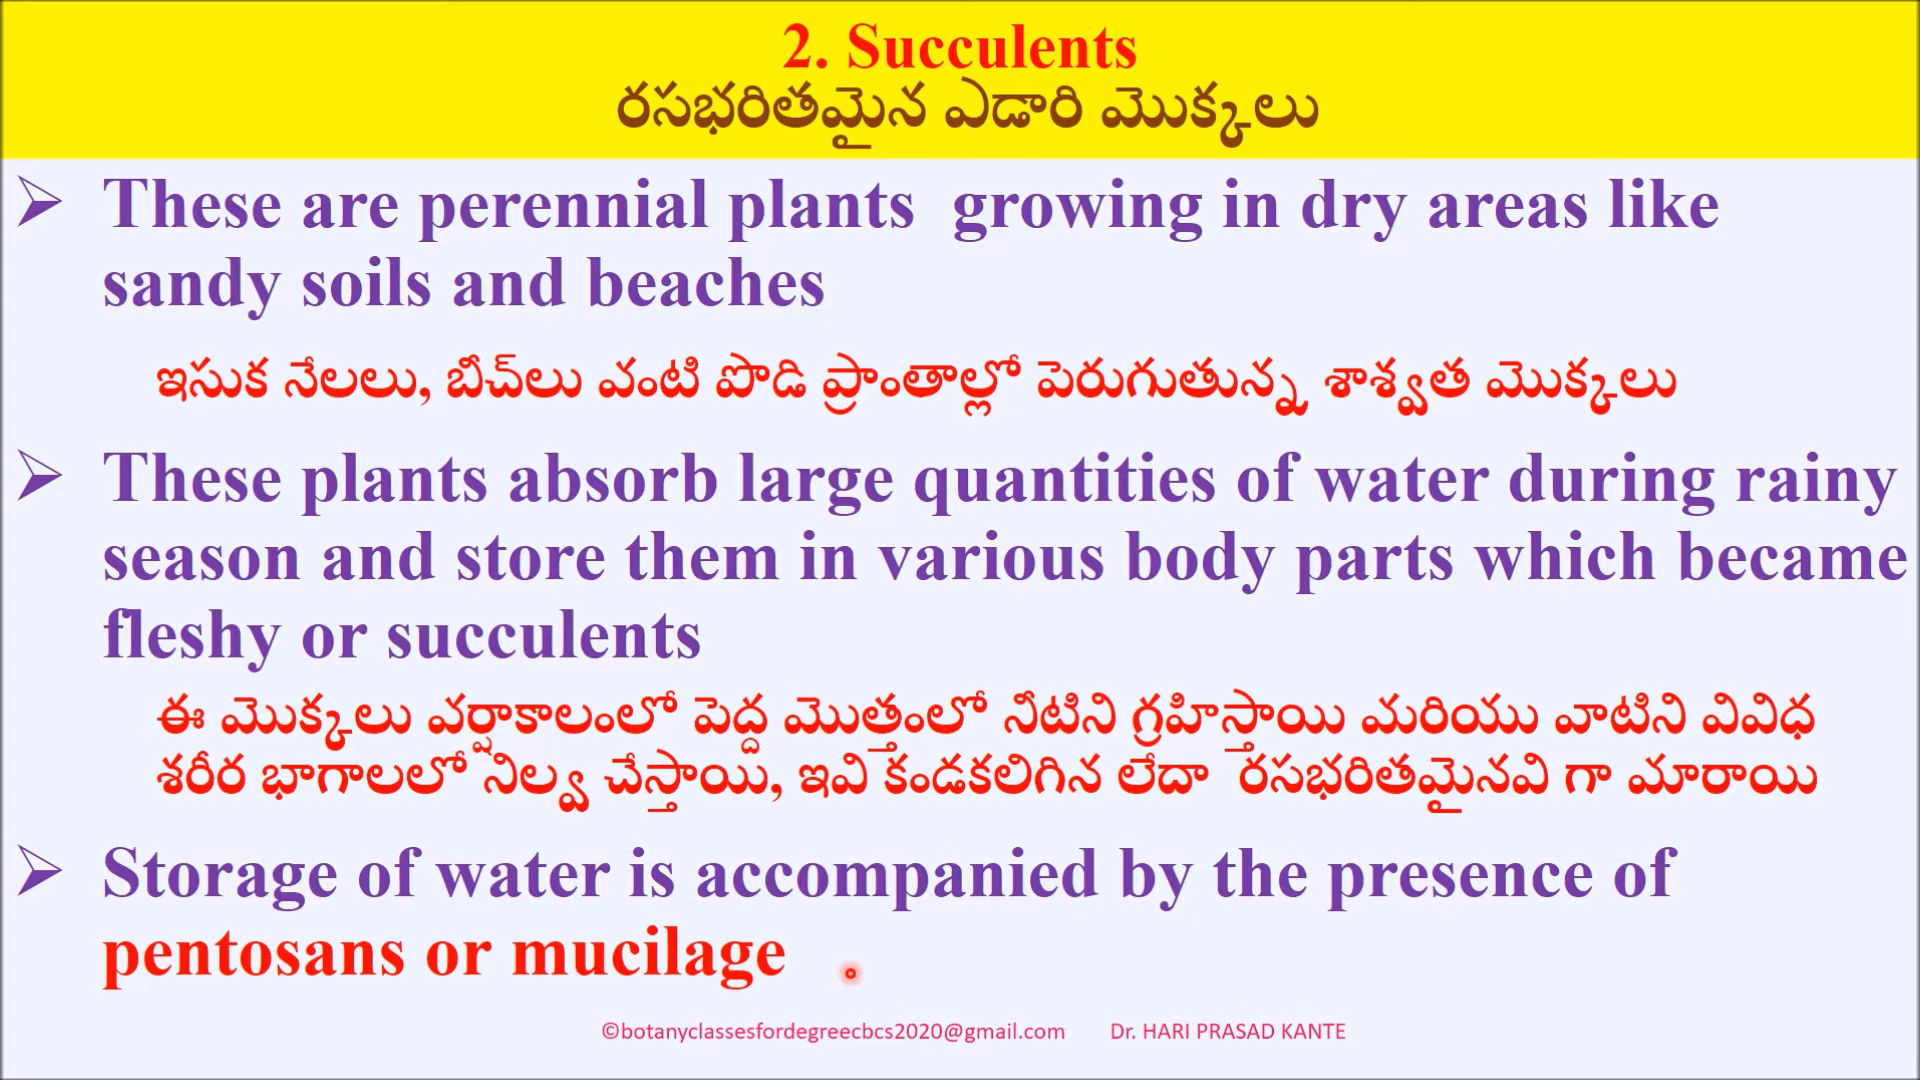 2. Succulents
రసభరితమైన ఎడారి మొక్కలు
These are perennial plants growing in dry areas like
sandy soils and beaches
ఇసుక నేలలు, బీచ్‌లు వంటి పొడి ప్రాంతాల్లో పెరుగుతున్న శాశ్వత మొక్కలు
These plants absorb large quantities of water during rainy
season and store them in various body parts which became
fleshy or succulents
ఈ మొక్కలు వర్షాకాలంలో పెద్ద మొత్తంలో నీటిని గ్రహిస్తాయి మరియు వాటిని వివిధ
శరీర భాగాలలో నిల్వ చేస్తాయి, ఇవి కండకలిగిన లేదా రసభరితమైనవి గా మారాయి
Storage of water is accompanied by the presence of
pentosans or mucilage
©botanyclassesfordegreecbcs2020@gmail.com Dr. HARI PRASAD KANTE